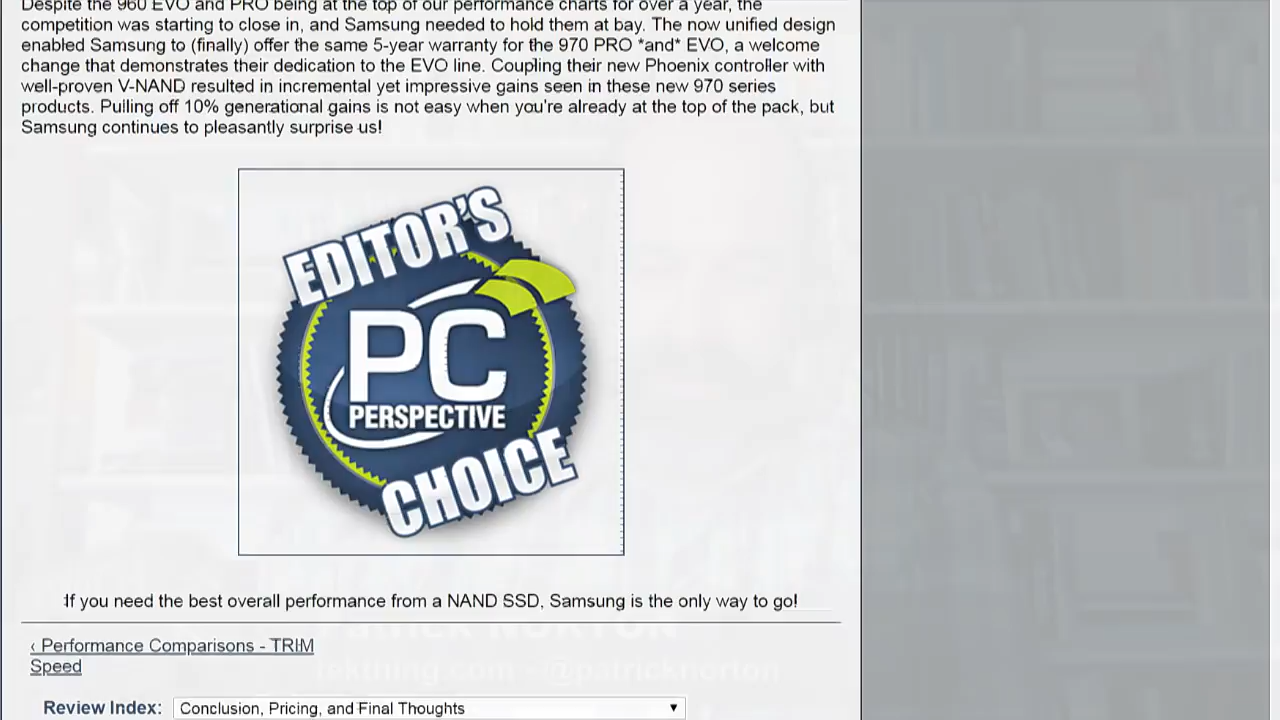 Despite the 960 EVO and PRO being at the top of our performance charts for over a year, the
competition was starting to close in, and Samsung needed to hold them at bay. The now unified design
enabled Samsung to (finally) offer the same 5-year warranty for the 970 PRO *and* EVO, a welcome
change that demonstrates their dedication to the EVO line. Coupling their new Phoenix controller with
well-proven V-NAND resulted in incremental yet impressive gains seen in these new 970 series
products. Pulling off 10% generational gains is not easy when you're already at the top of the pack, but
Samsung continues to pleasantly surprise us!
EDITOR'S
PC
PERSPECTIVE
CHOICE
If you need the best overall performance from a NAND SSD, Samsung is the only way to go!
Patrick NORTON
‹ Performance Comparisons - TRIM
Speed
tekthing.com - @patricknorton
Review Index: Conclusion, Pricing, and Final Thoughts